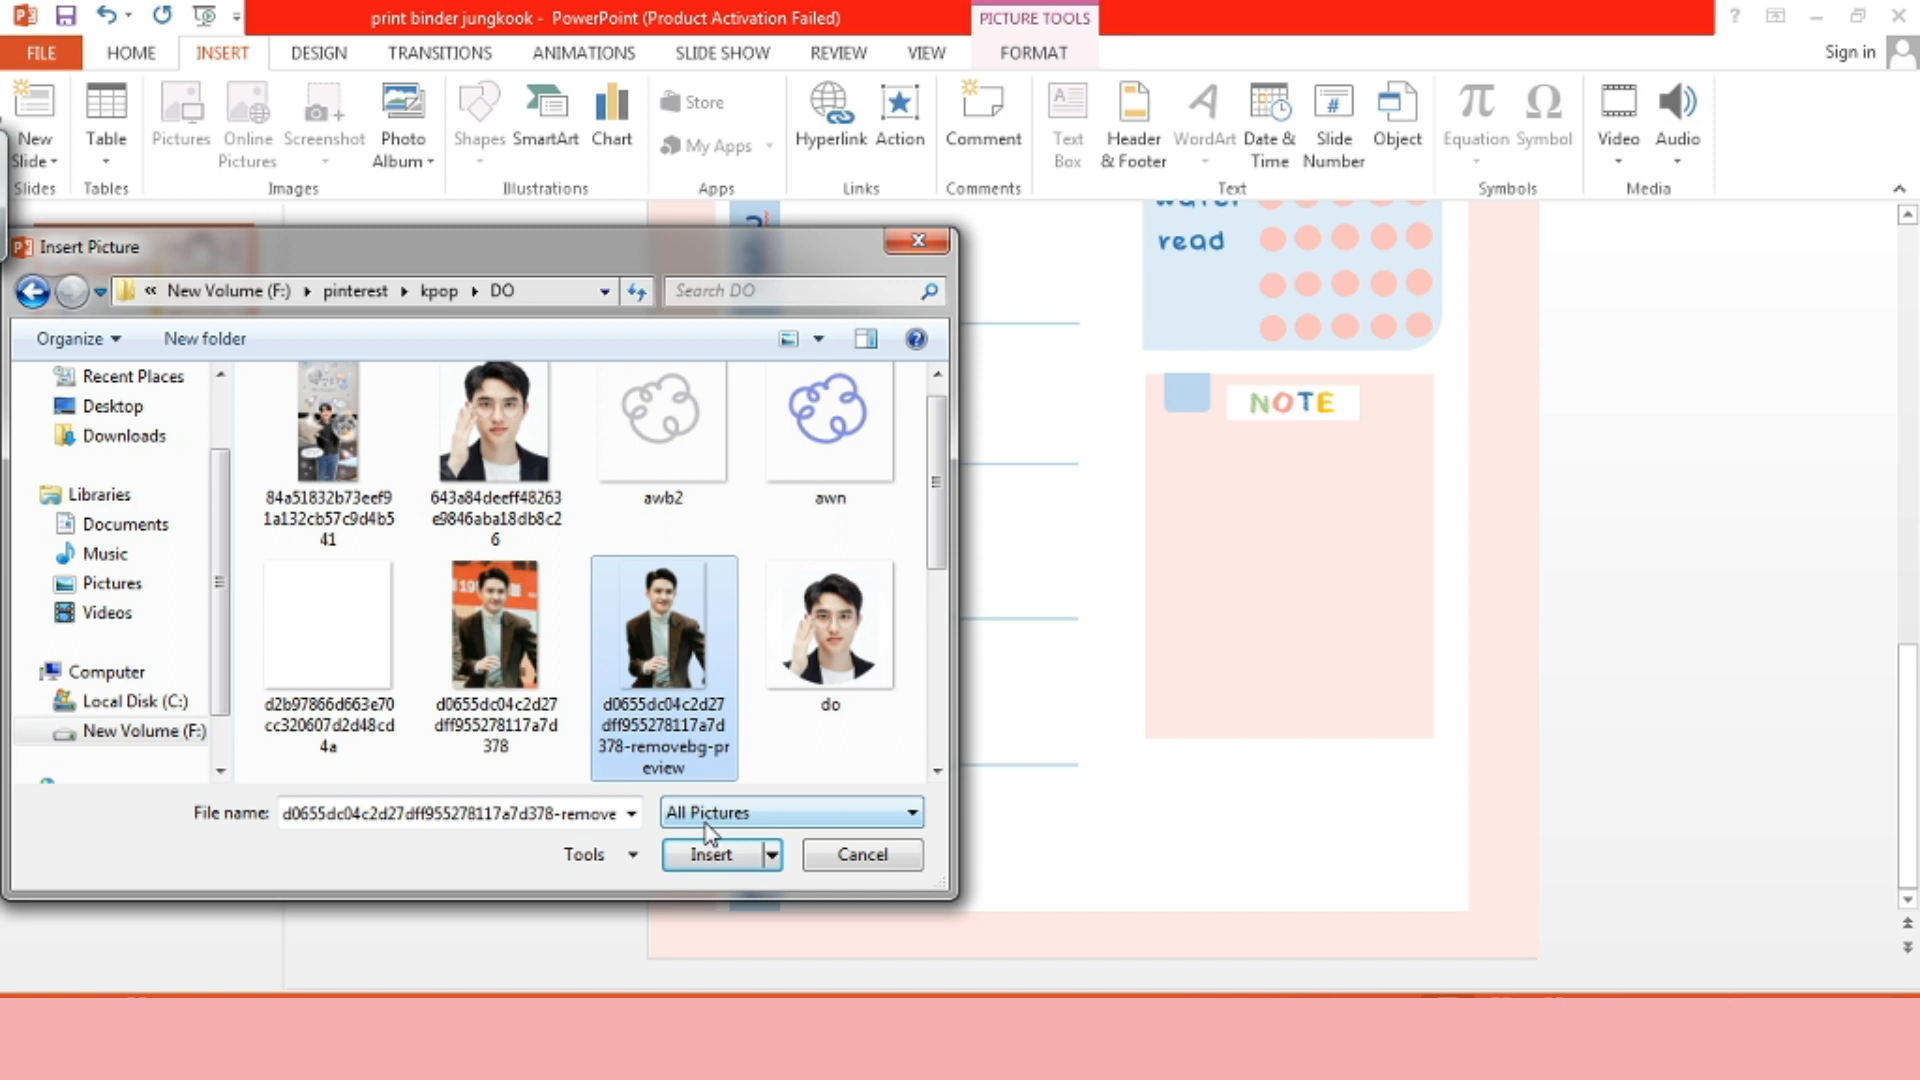 print binder jungkook - PowerPoint (Product Activation Failed)
PICTURE TOOLS
FILE HOME INSERT DESIGN TRANSITIONS ANIMATIONS SLIDE SHOW REVIEW VIEW FORMAT
Sign in
New Slide
Table
Pictures
Online Pictures
Screenshot
Photo Album
Shapes
SmartArt
Chart
Store
My Apps
Hyperlink
Action
Comment
Text Box
Header & Footer
WordArt
Date & Time
Slide Number
Object
Equation
Symbol
Video
Audio
Slides Tables Images Illustrations Apps Links Comments Text Symbols Media
Insert Picture
« New Volume (F:) pinterest kpop DO
Search DO
Organize
New folder
Recent Places
Desktop
Downloads
Libraries
Documents
Music
Pictures
Videos
Computer
Local Disk (C:)
New Volume (F:)
84a51832b73eef9
1a132cb57c9d4b5
41
643a84deeff48263
e9846aba18db8c2
6
awb2
awn
d2b97866d663e70
cc320607d2d48cd
4a
d0655dc04c2d27
dff955278117a7d
378
d0655dc04c2d27
dff955278117a7d
378-removebg-pr
eview
do
File name: d0655dc04c2d27dff955278117a7d378-remove
All Pictures
Tools
Insert
Cancel
water
read
NOTE